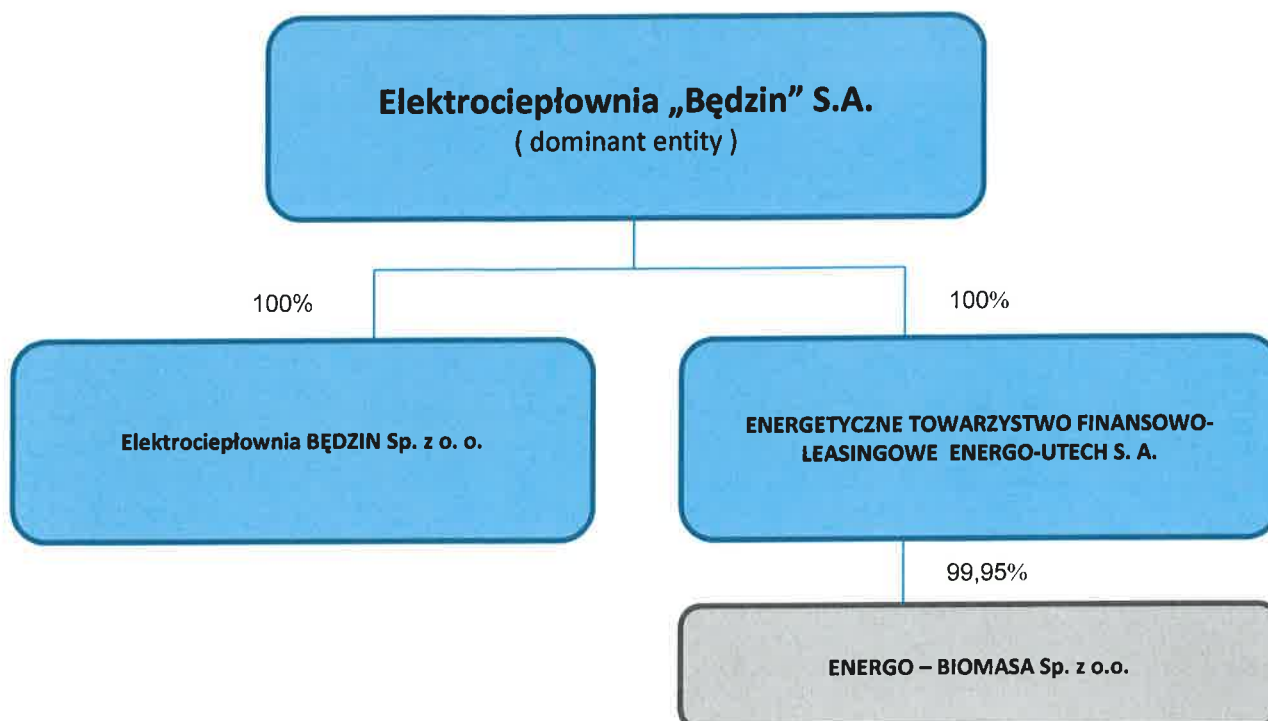 Elektrociepłownia „Będzin” S.A.
( dominant entity )
100%
100%
Elektrociepłownia BĘDZIN Sp. z o. o.
ENERGETYCZNE TOWARZYSTWO FINANSOWO-
LEASINGOWE ENERGO-UTECH S. A.
99,95%
ENERGO – BIOMASA Sp. z o.o.